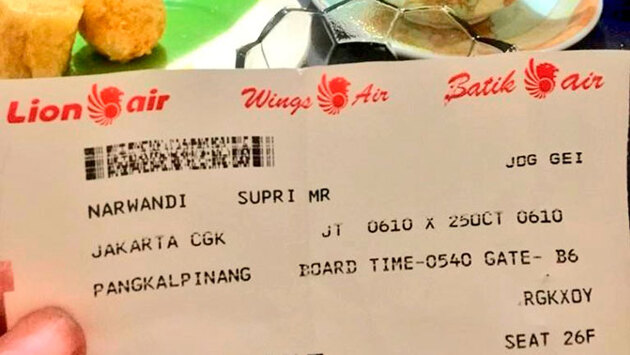 Lion air Wings Air Batik air
JOG GEI
NARWANDI SUPRI MR
JAKARTA CGK JT 0610 X 25OCT 0610
PANGKALPINANG BOARD TIME-0540 GATE- B6
RGKXOY
SEAT 26F